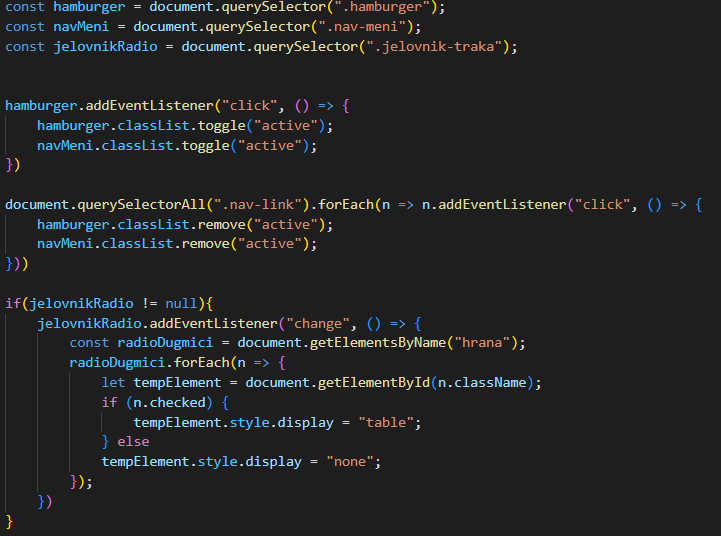 const hamburger = document.querySelector(".hamburger");
const navMeni = document.querySelector(".nav-meni");
const jelovnikRadio = document.querySelector(".jelovnik-traka");
hamburger.addEventListener("click", () => {
    hamburger.classList.toggle("active");
    navMeni.classList.toggle("active");
})
document.querySelectorAll(".nav-link").forEach(n => n.addEventListener("click", () => {
    hamburger.classList.remove("active");
    navMeni.classList.remove("active");
}))
if(jelovnikRadio != null){
    jelovnikRadio.addEventListener("change", () => {
        const radioDugmici = document.getElementsByName("hrana");
        radioDugmici.forEach(n => {
            let tempElement = document.getElementById(n.className);
            if (n.checked) {
                tempElement.style.display = "table";
            } else
            tempElement.style.display = "none";
        });
    })
}